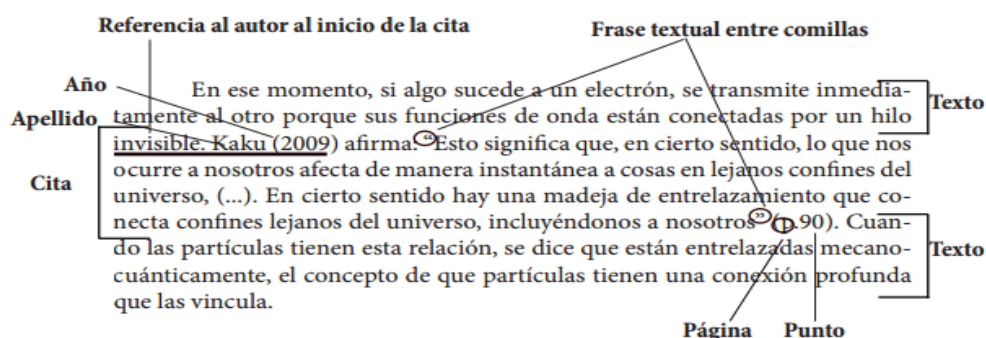 Referencia al autor al inicio de la cita
Frase textual entre comillas
Año
Apellido
Cita
En ese momento, si algo sucede a un electrón, se transmite inmedia-
tamente al otro porque sus funciones de onda están conectadas por un hilo
invisible. Kaku (2009) afirma: “Esto significa que, en cierto sentido, lo que nos
ocurre a nosotros afecta de manera instantánea a cosas en lejanos confines del
universo, (...). En cierto sentido hay una madeja de entrelazamiento que co-
necta confines lejanos del universo, incluyéndonos a nosotros” (p.90). Cuan-
do las partículas tienen esta relación, se dice que están entrelazadas mecano-
cuánticamente, el concepto de que partículas tienen una conexión profunda
que las vincula.
Texto
Texto
Página
Punto